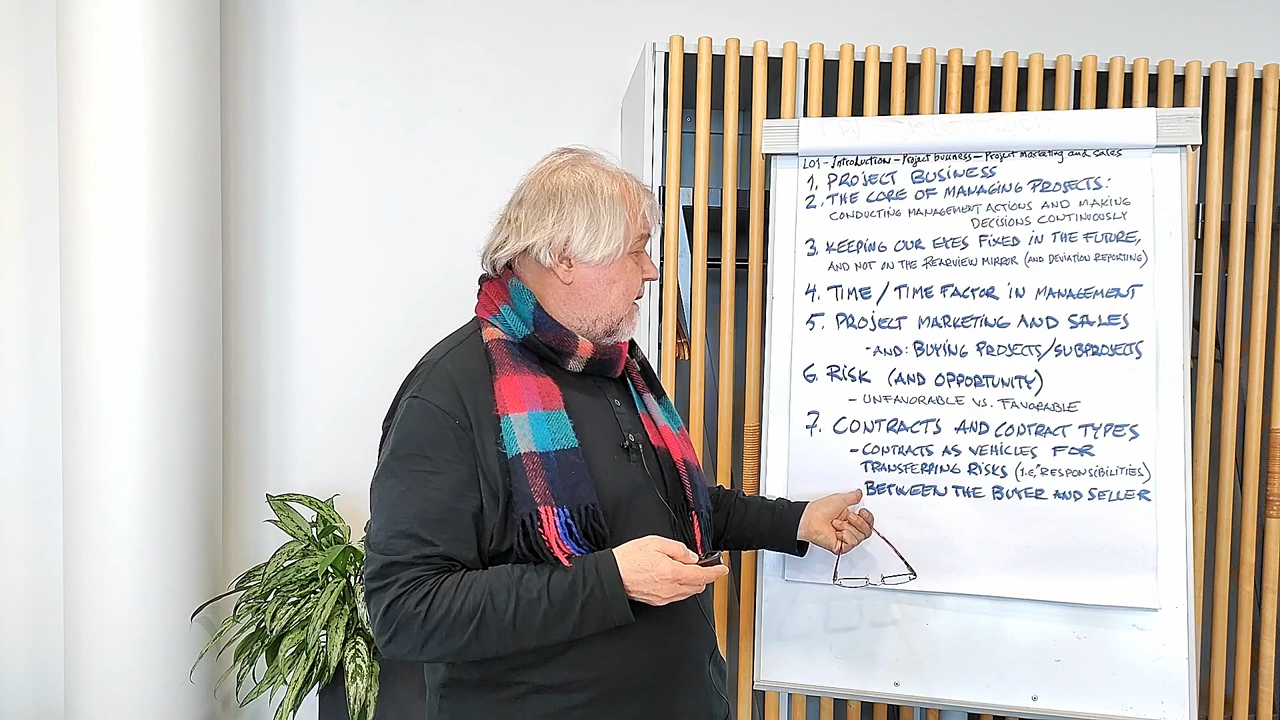 L01 - Introduction - Project business - Project marketing and sales
1. PROJECT BUSINESS
2. THE CORE OF MANAGING PROJECTS:
CONDUCTING MANAGEMENT ACTIONS AND MAKING
DECISIONS CONTINUOUSLY
3. KEEPING OUR EYES FIXED IN THE FUTURE,
AND NOT ON THE REARVIEW MIRROR (AND DEVIATION REPORTING)
4. TIME / TIME FACTOR IN MANAGEMENT
5. PROJECT MARKETING AND SALES
- AND: BUYING PROJECTS/SUBPROJECTS
6. RISK (AND OPPORTUNITY)
- UNFAVORABLE VS. FAVORABLE
7. CONTRACTS AND CONTRACT TYPES
- CONTRACTS AS VEHICLES FOR
TRANSFERRING RISKS (I.E. RESPONSIBILITIES)
BETWEEN THE BUYER AND SELLER